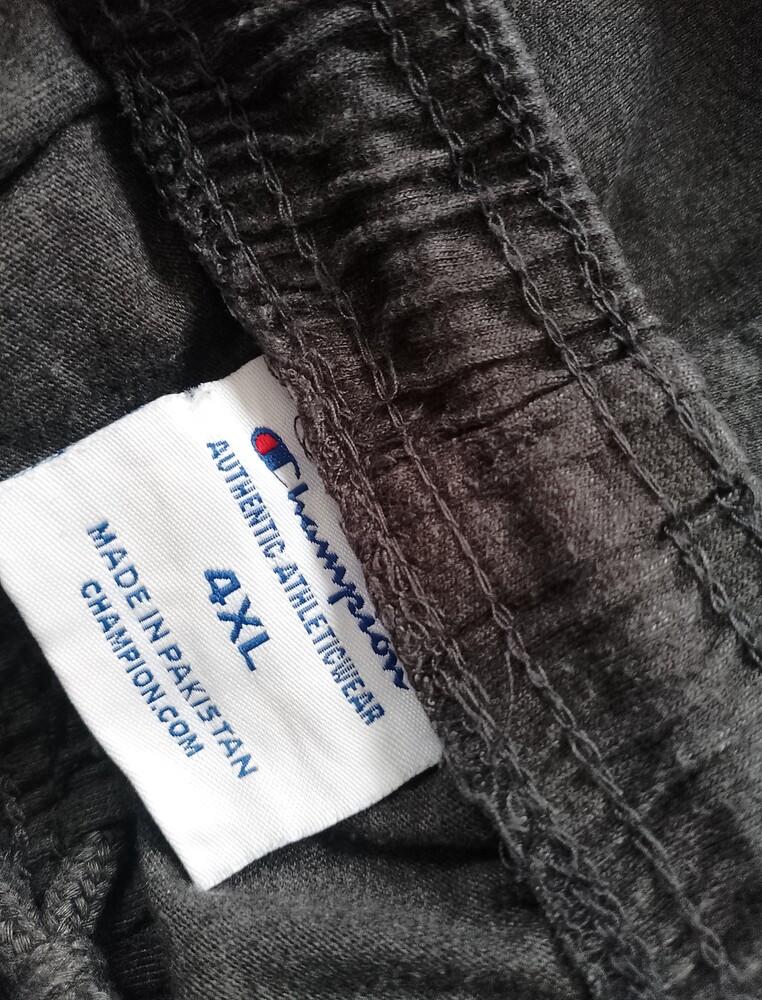 Champion
AUTHENTIC ATHLETICWEAR
4XL
MADE IN PAKISTAN
CHAMPION.COM